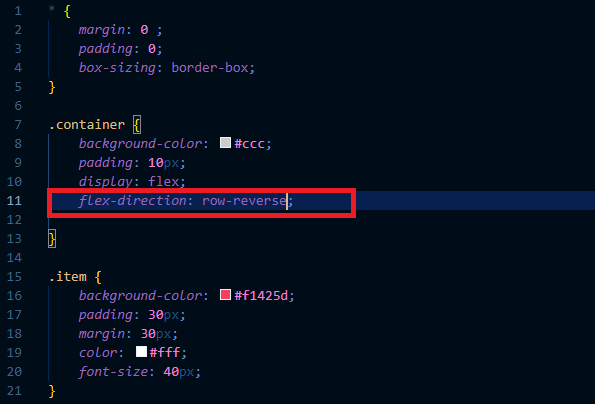 1 * {
2 margin: 0 ;
3 padding: 0;
4 box-sizing: border-box;
5 }
6
7 .container {
8 background-color: #ccc;
9 padding: 10px;
10 display: flex;
11 flex-direction: row-reverse;
12
13 }
14
15 .item {
16 background-color: #f1425d;
17 padding: 30px;
18 margin: 30px;
19 color: #fff;
20 font-size: 40px;
21 }